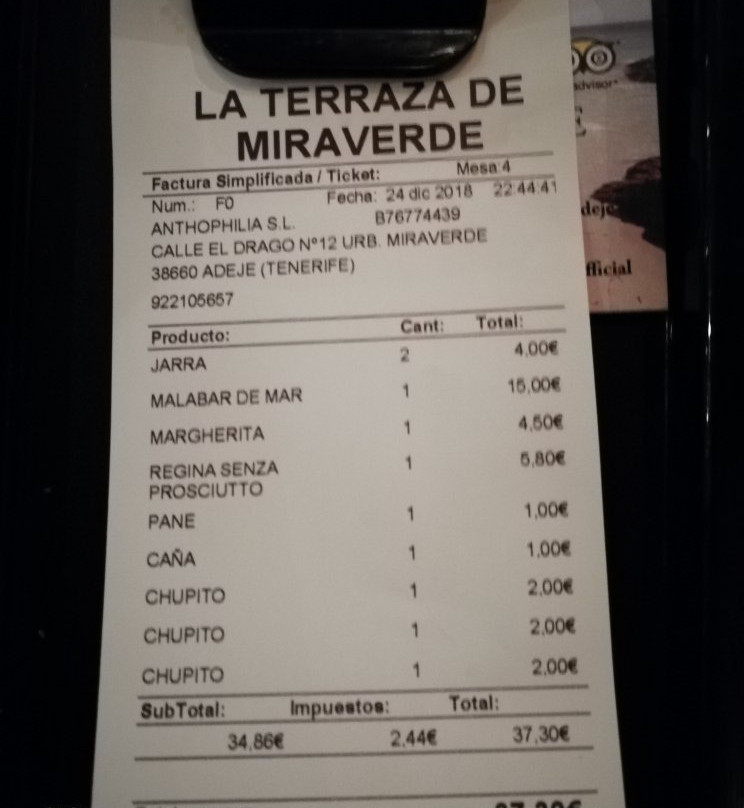 LA TERRAZA DE
MIRAVERDE
Factura Simplificada / Ticket: Mesa:4
Num.: F0 Fecha: 24 dic 2018 22:44:41
ANTHOPHILIA S.L. B76774439
CALLE EL DRAGO Nº12 URB. MIRAVERDE
38660 ADEJE (TENERIFE)
922105657
Producto: Cant: Total:
JARRA 2 4,00€
MALABAR DE MAR 1 15,00€
MARGHERITA 1 4,50€
REGINA SENZA 1 5,80€
PROSCIUTTO
PANE 1 1,00€
CAÑA 1 1,00€
CHUPITO 1 2,00€
CHUPITO 1 2,00€
CHUPITO 1 2,00€
SubTotal: Impuestos: Total:
34,86€ 2,44€ 37,30€